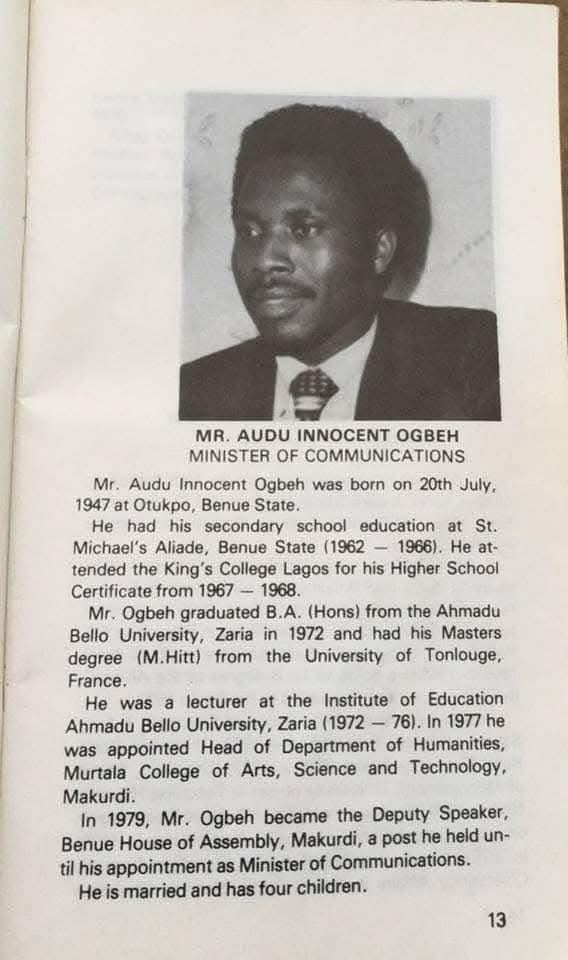 MR. AUDU INNOCENT OGBEH
MINISTER OF COMMUNICATIONS
Mr. Audu Innocent Ogbeh was born on 20th July,
1947 at Otukpo, Benue State.
He had his secondary school education at St.
Michael's Aliade, Benue State (1962 — 1966). He at-
tended the King's College Lagos for his Higher School
Certificate from 1967 — 1968.
Mr. Ogbeh graduated B.A. (Hons) from the Ahmadu
Bello University, Zaria in 1972 and had his Masters
degree (M.Hitt) from the University of Tonlouge,
France.
He was a lecturer at the Institute of Education
Ahmadu Bello University, Zaria (1972 — 76). In 1977 he
was appointed Head of Department of Humanities,
Murtala College of Arts, Science and Technology,
Makurdi.
In 1979, Mr. Ogbeh became the Deputy Speaker,
Benue House of Assembly, Makurdi, a post he held un-
til his appointment as Minister of Communications.
He is married and has four children.
13